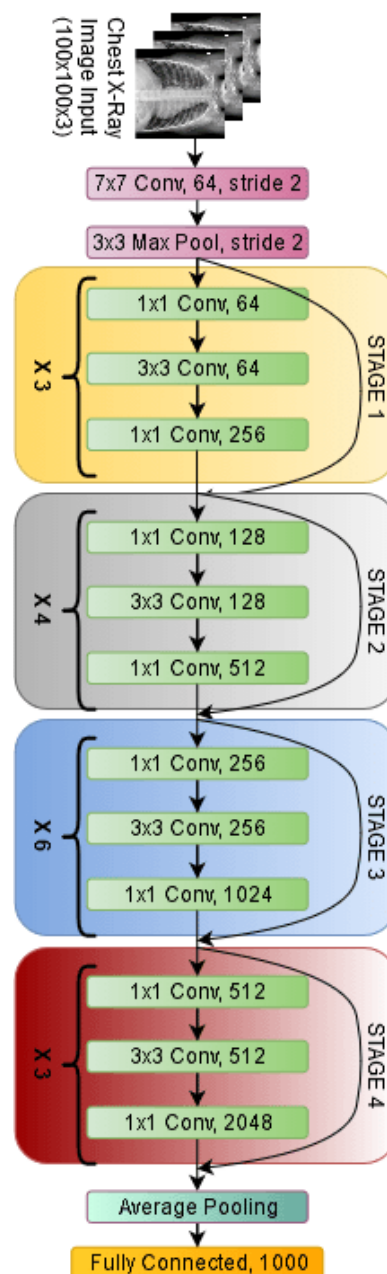 Chest X-Ray
Image Input
(100x100x3)
7x7 Conv, 64, stride 2
3x3 Max Pool, stride 2
STAGE 1
1x1 Conv, 64
3x3 Conv, 64
1x1 Conv, 256
X 3
STAGE 2
1x1 Conv, 128
3x3 Conv, 128
1x1 Conv, 512
X 4
STAGE 3
1x1 Conv, 256
3x3 Conv, 256
1x1 Conv, 1024
X 6
STAGE 4
1x1 Conv, 512
3x3 Conv, 512
1x1 Conv, 2048
X 3
Average Pooling
Fully Connected, 1000